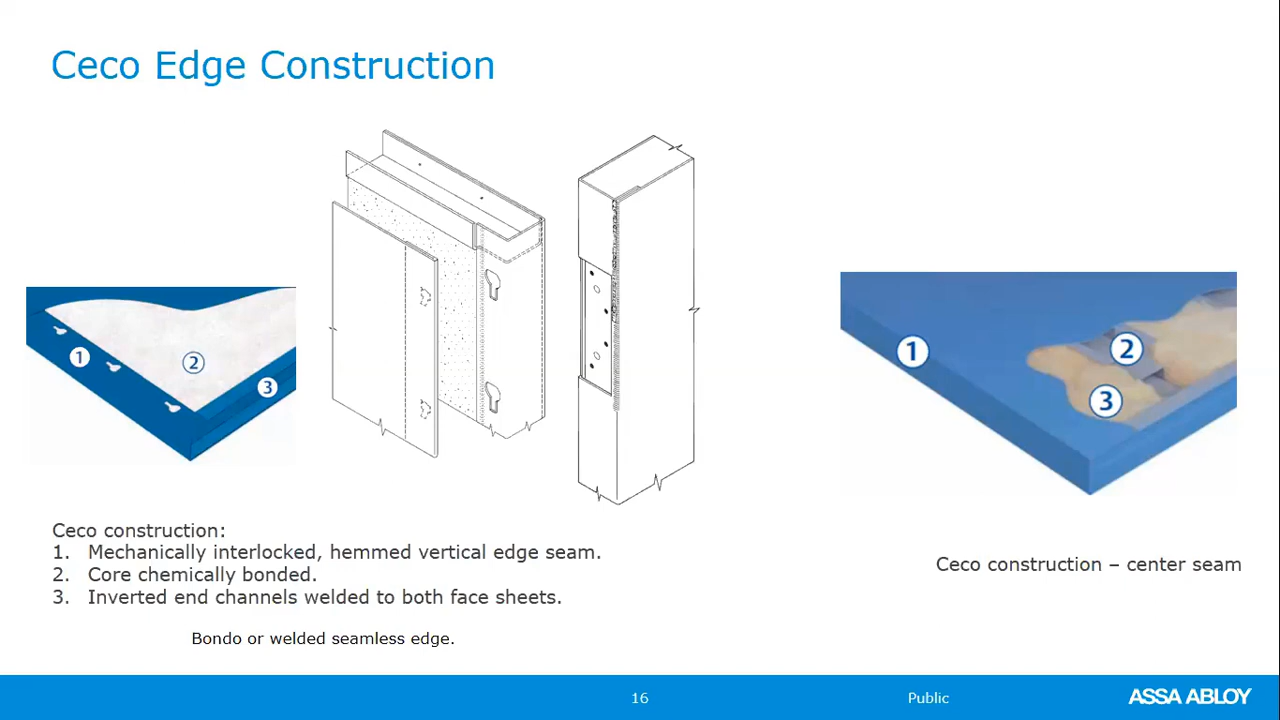 Ceco Edge Construction
1
2
3
1
2
3
Ceco construction:
1. Mechanically interlocked, hemmed vertical edge seam.
2. Core chemically bonded.
3. Inverted end channels welded to both face sheets.
Bondo or welded seamless edge.
Ceco construction – center seam
16
Public
ASSA ABLOY